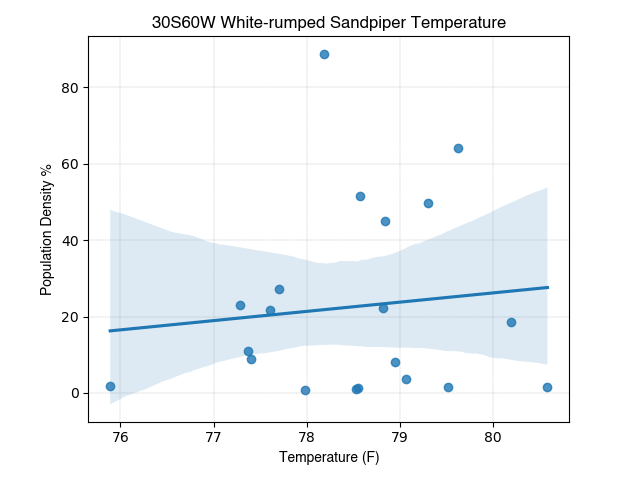 30S60W White-rumped Sandpiper Temperature
Population Density %
80
60
40
20
0
76 77 78 79 80
Temperature (F)